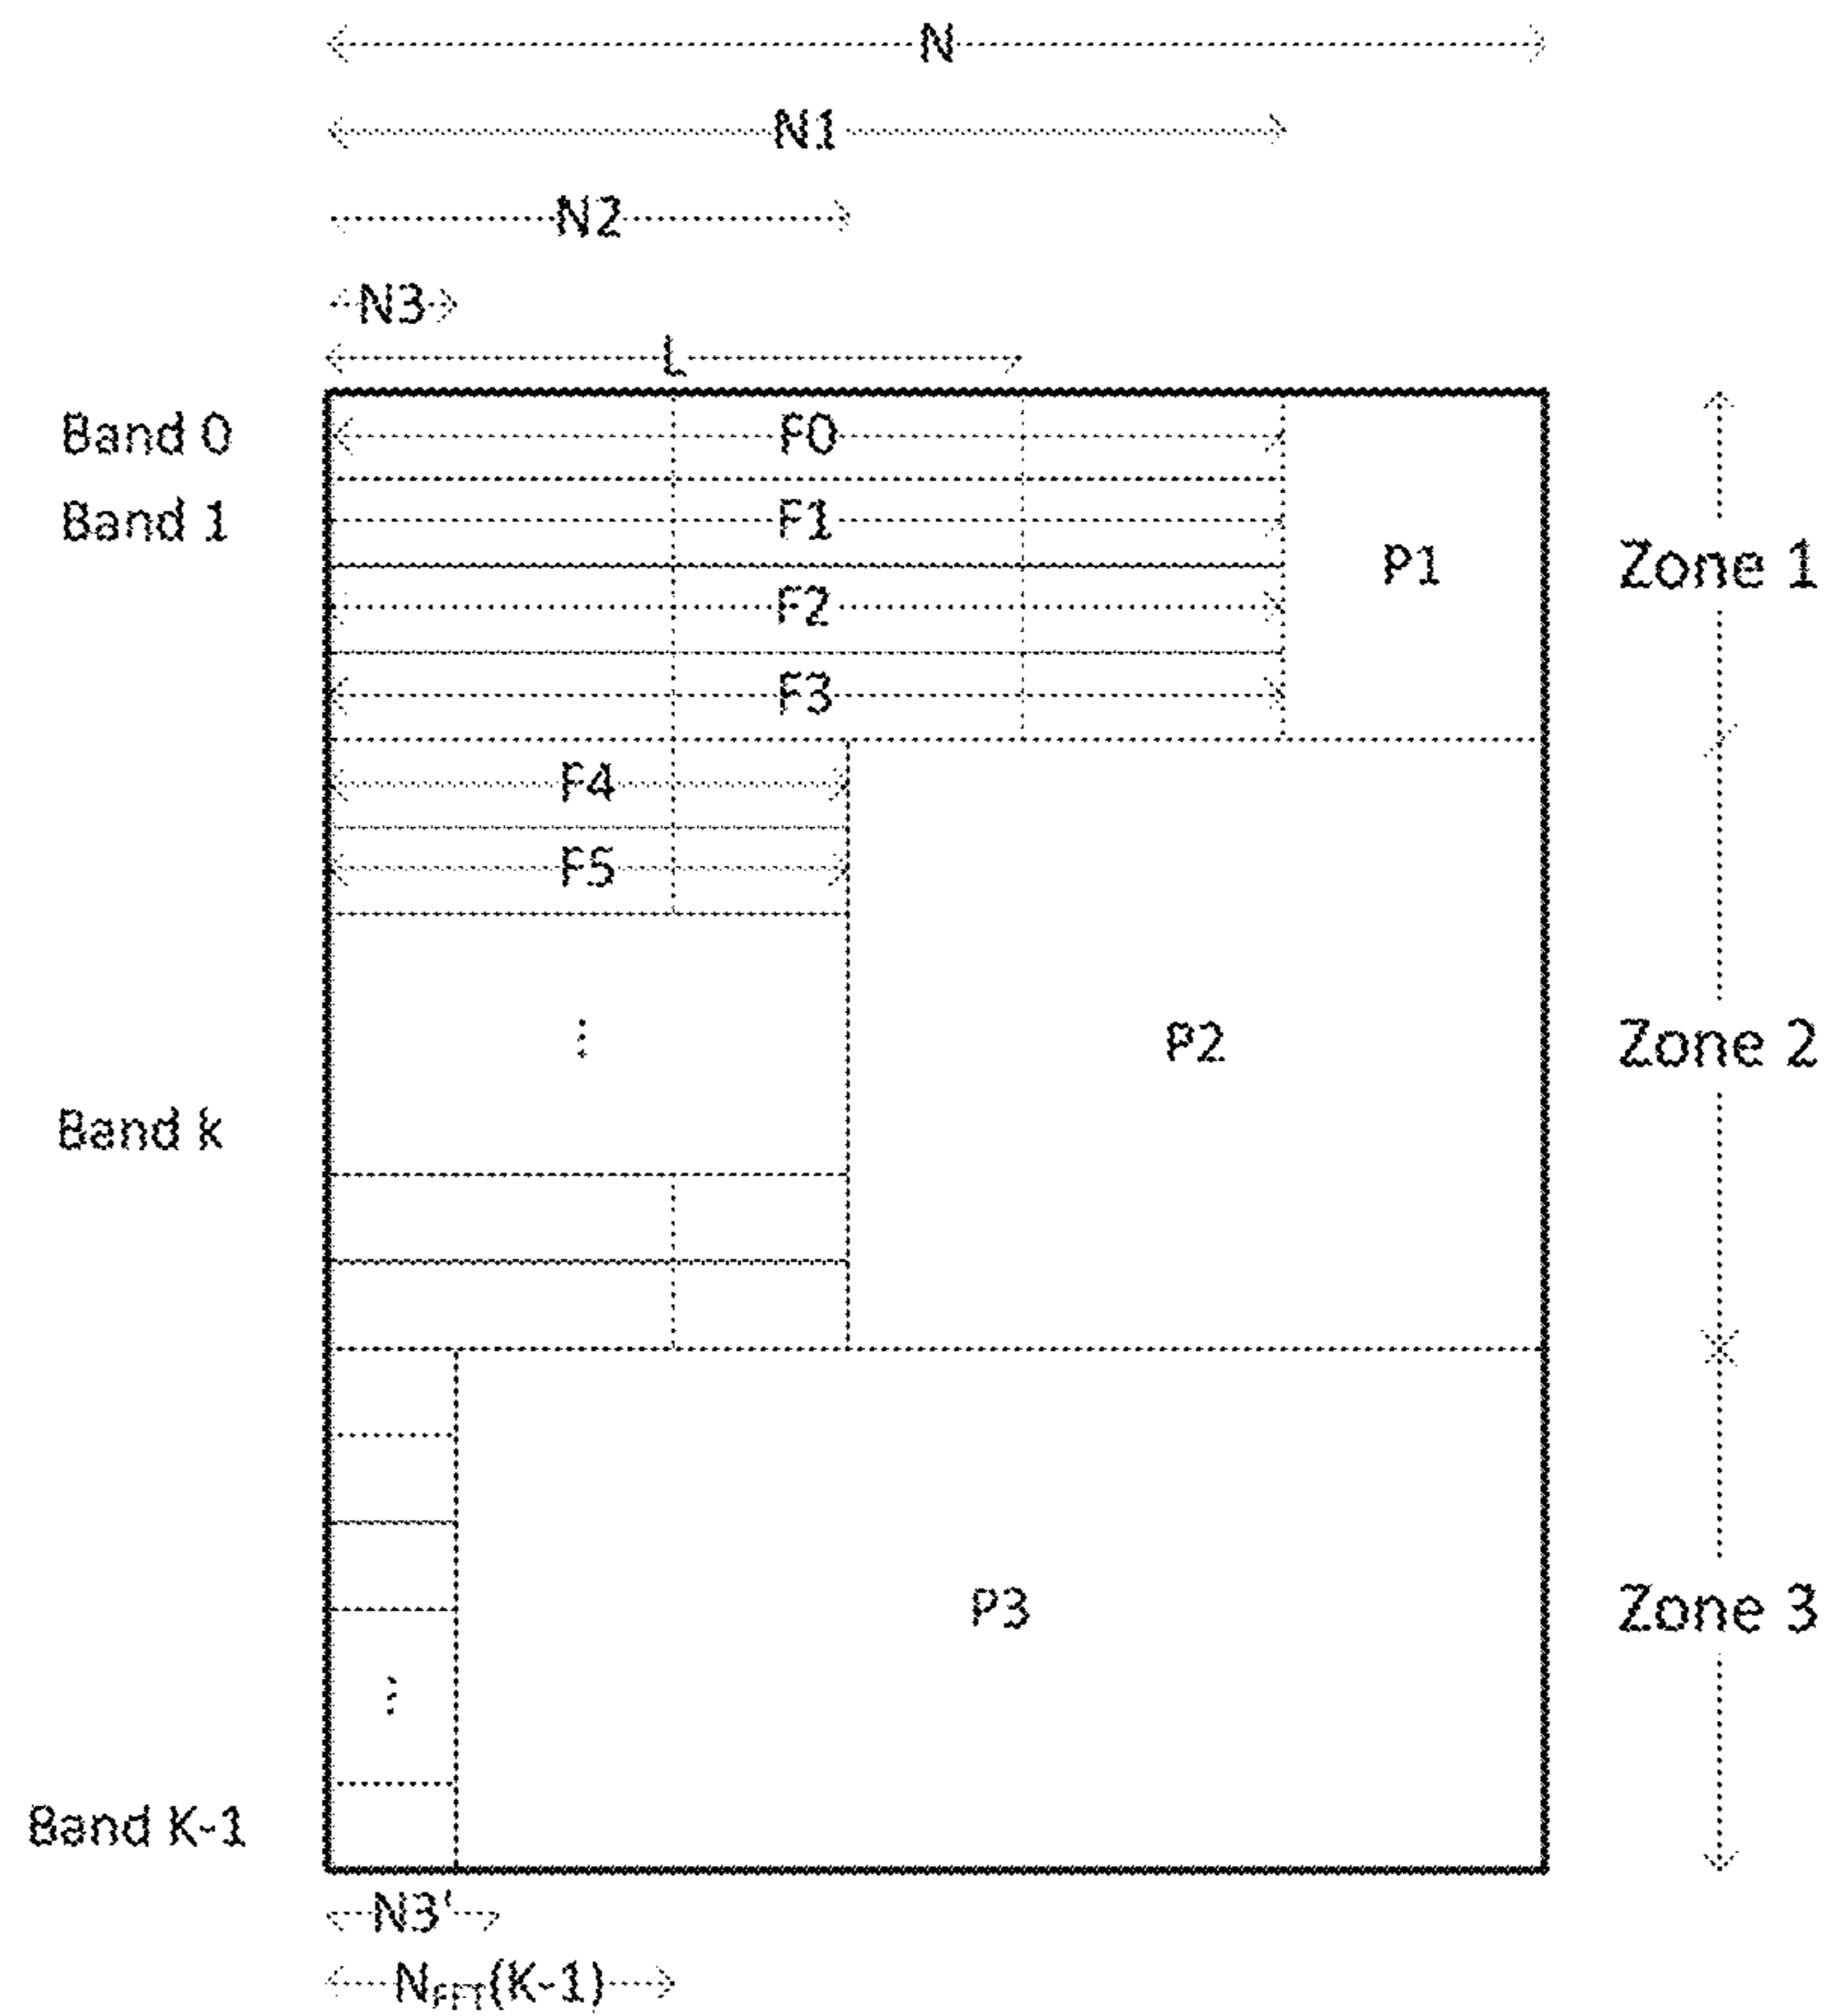 N
N1
N2
N3
L
Band 0
F0
Band 1
F1
P1
Zone 1
F2
F3
F4
F5
⋮
P2
Zone 2
Band k
P3
Zone 3
⋮
Band K-1
N3'
N_FFT(K-1)